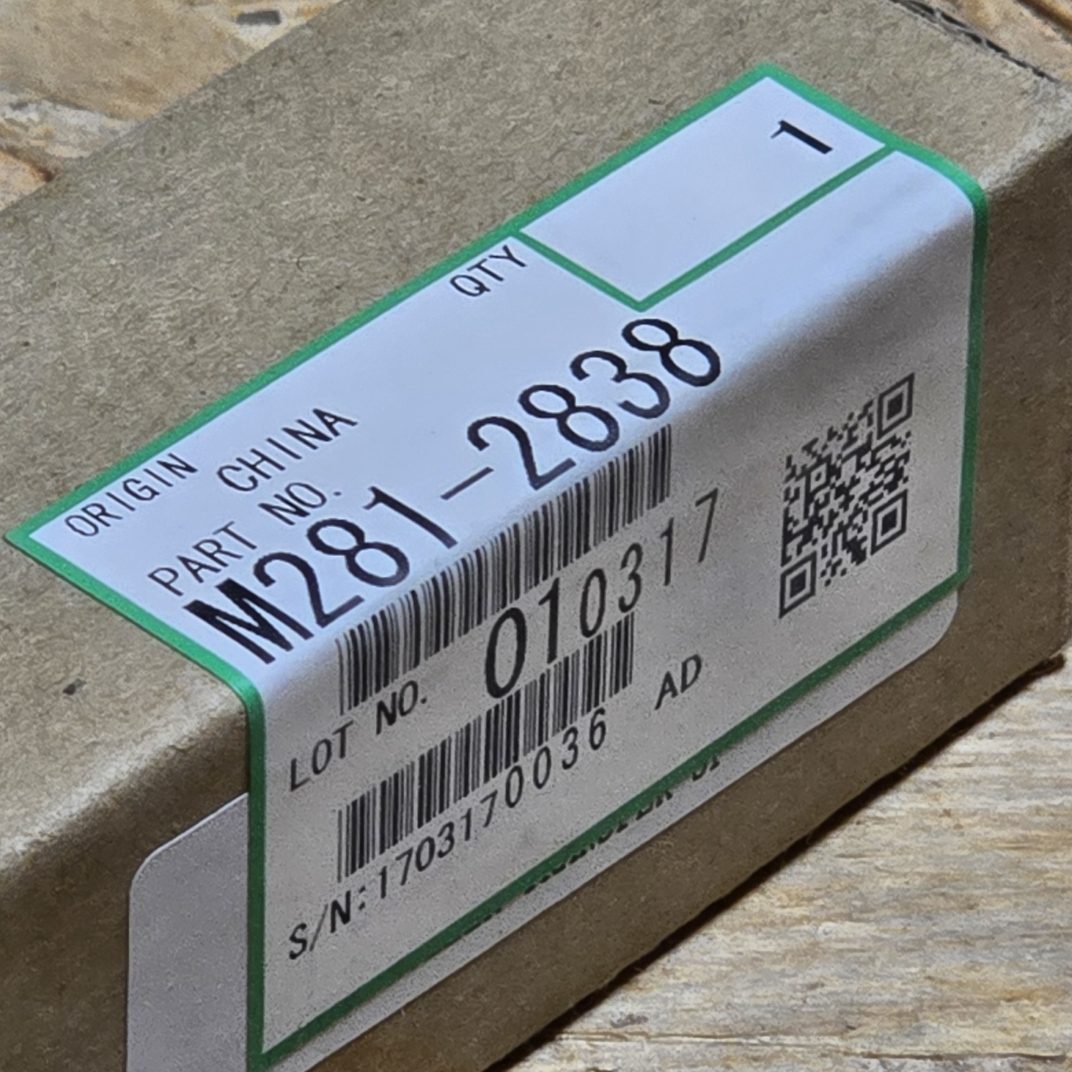 ORIGIN
CHINA
QTY
1
PART NO.
M281-2838
LOT NO.
010317
S/N:1703170036
AD